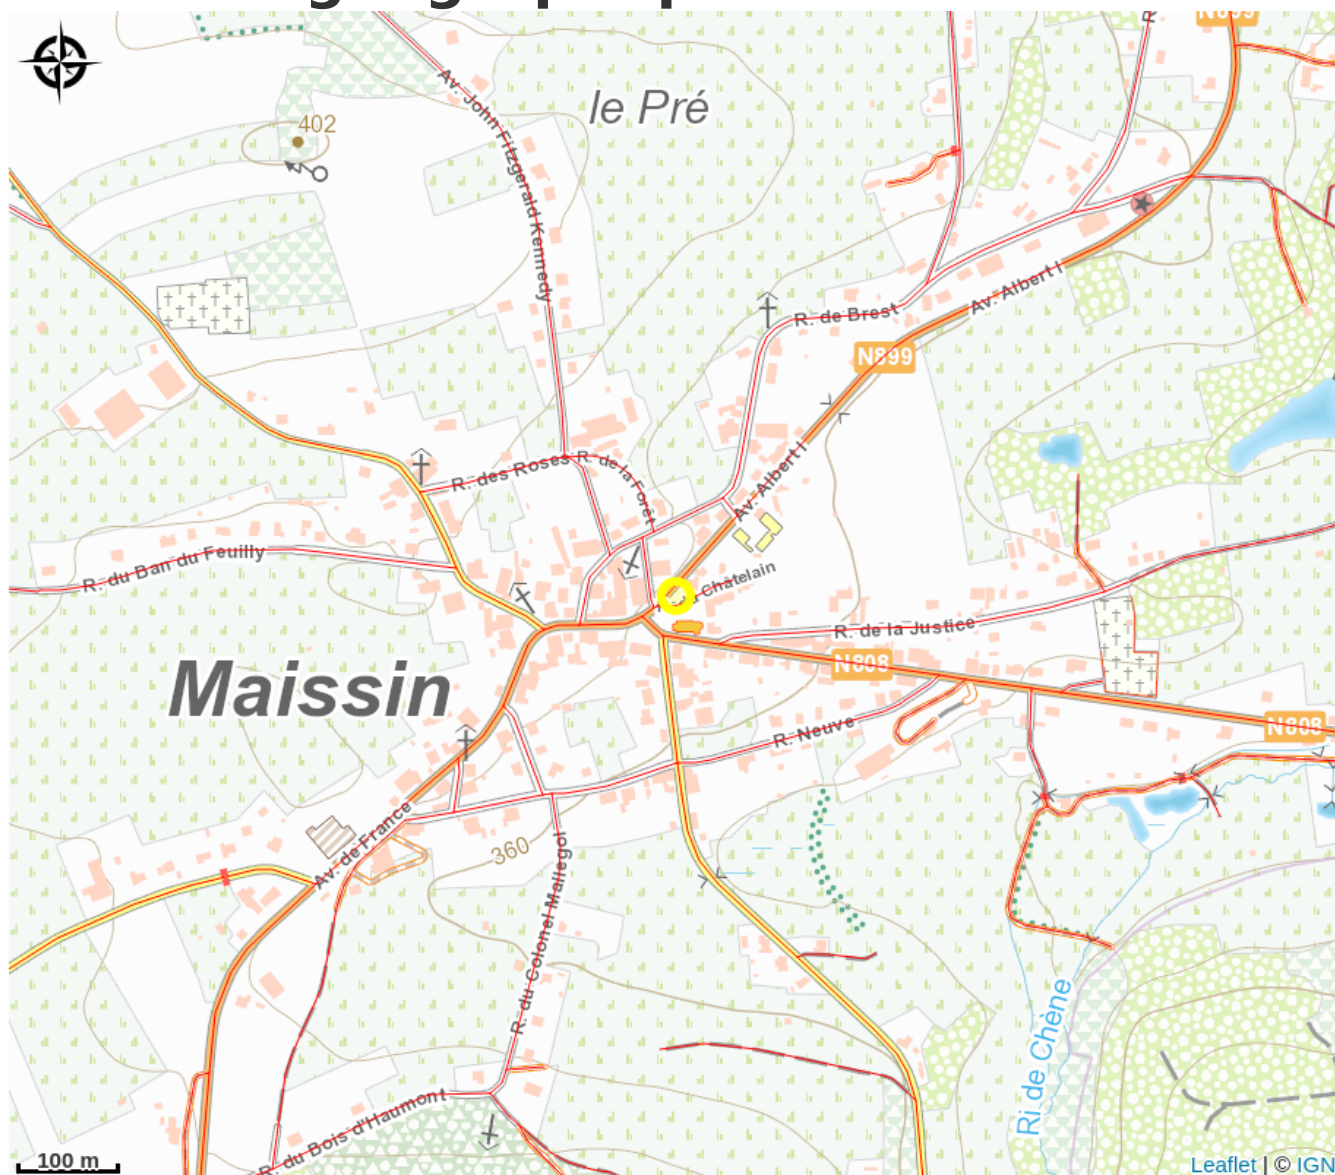 N899
Av. John Fitzgerald Kennedy
le Pré
402
R. de Brest
Av. Albert I
N899
Av. Albert I
R. des Roses
R. de la Forêt
R. du Ban du Feuilly
Châtelain
R. de la Justice
N808
Maissin
R. Neuve
N808
Av. de France
360
R. du Colonel Mallegol
Ri de Chêne
R. du Bois d'Haumont
100 m
Leaflet | © IGN